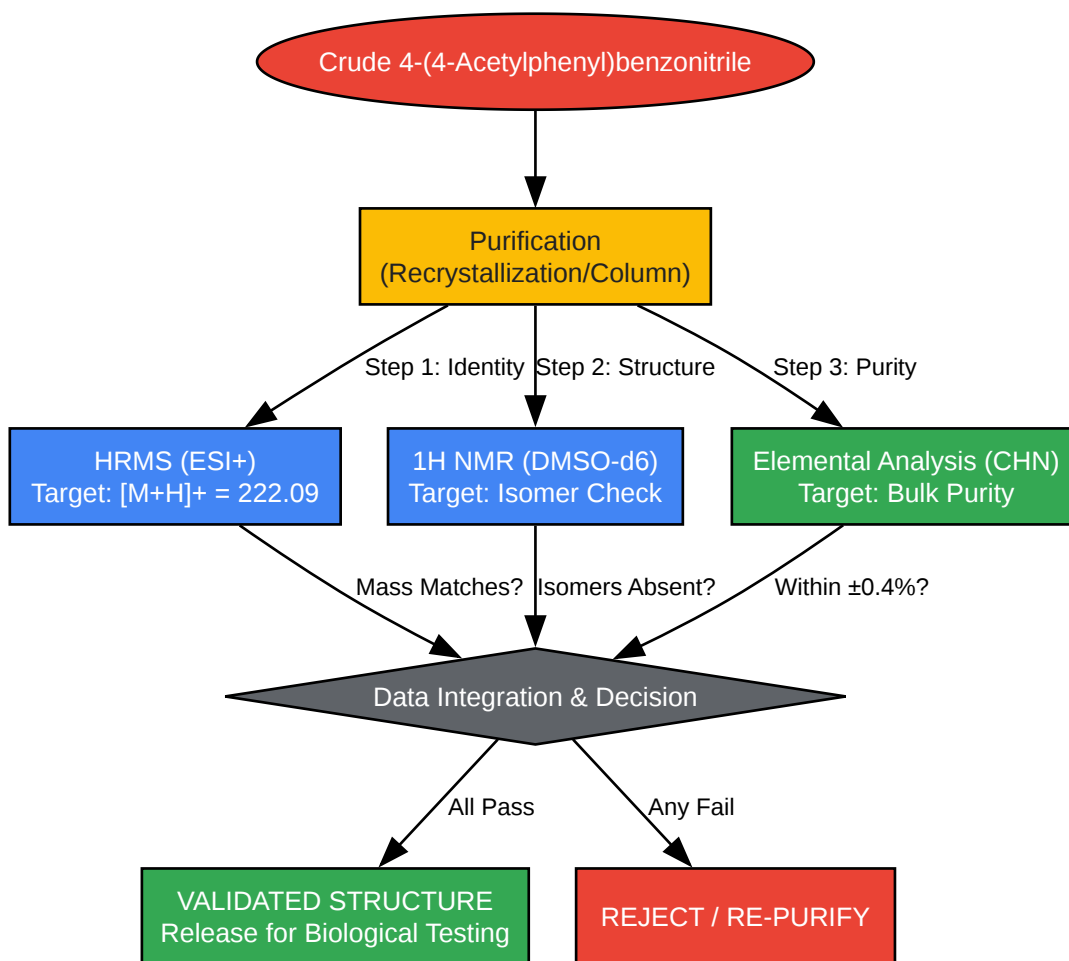 Crude 4-(4-Acetylphenyl)benzonitrile
Purification
(Recrystallization/Column)
Step 1: Identity
Step 2: Structure
Step 3: Purity
HRMS (ESI+)
Target: [M+H]+ = 222.09
1H NMR (DMSO-d6)
Target: Isomer Check
Elemental Analysis (CHN)
Target: Bulk Purity
Mass Matches?
Isomers Absent?
Within ±0.4%?
Data Integration & Decision
All Pass
Any Fail
VALIDATED STRUCTURE
Release for Biological Testing
REJECT / RE-PURIFY